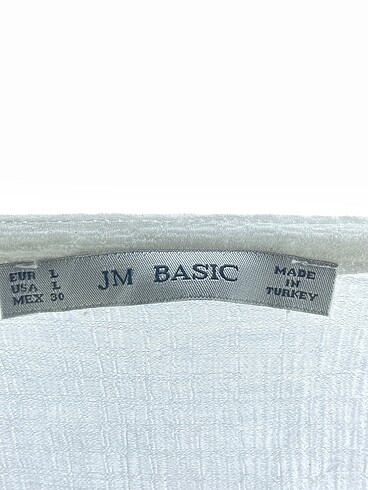 EUR L
USA L
MEX 30
JM BASIC
MADE
IN
TURKEY